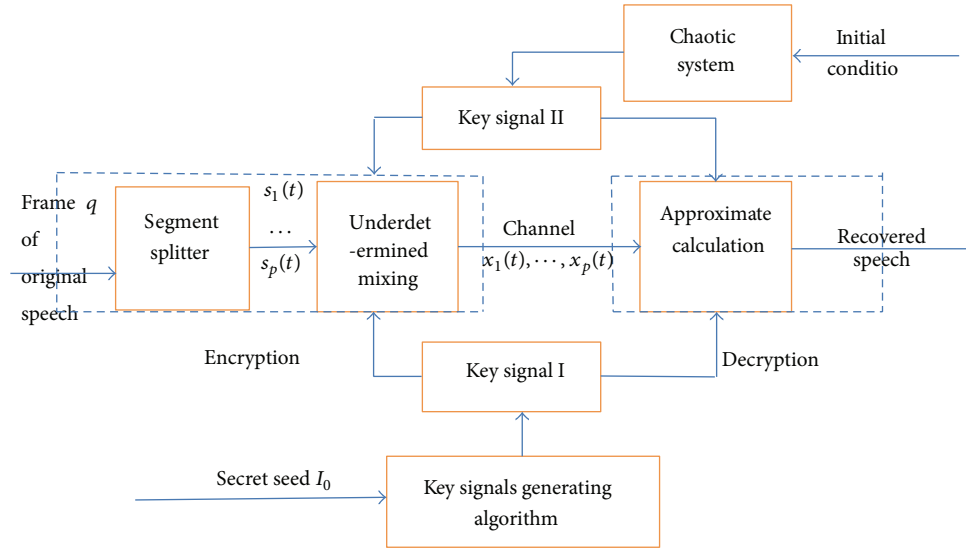 Chaotic
system
Initial
conditio
Key signal II
Frame q
of
original
speech
Segment
splitter
s₁(t)
...
sₚ(t)
Underdet
-ermined
mixing
Channel
x₁(t), ⋯, xₚ(t)
Approximate
calculation
Recovered
speech
Encryption
Key signal I
Decryption
Secret seed I₀
Key signals generating
algorithm